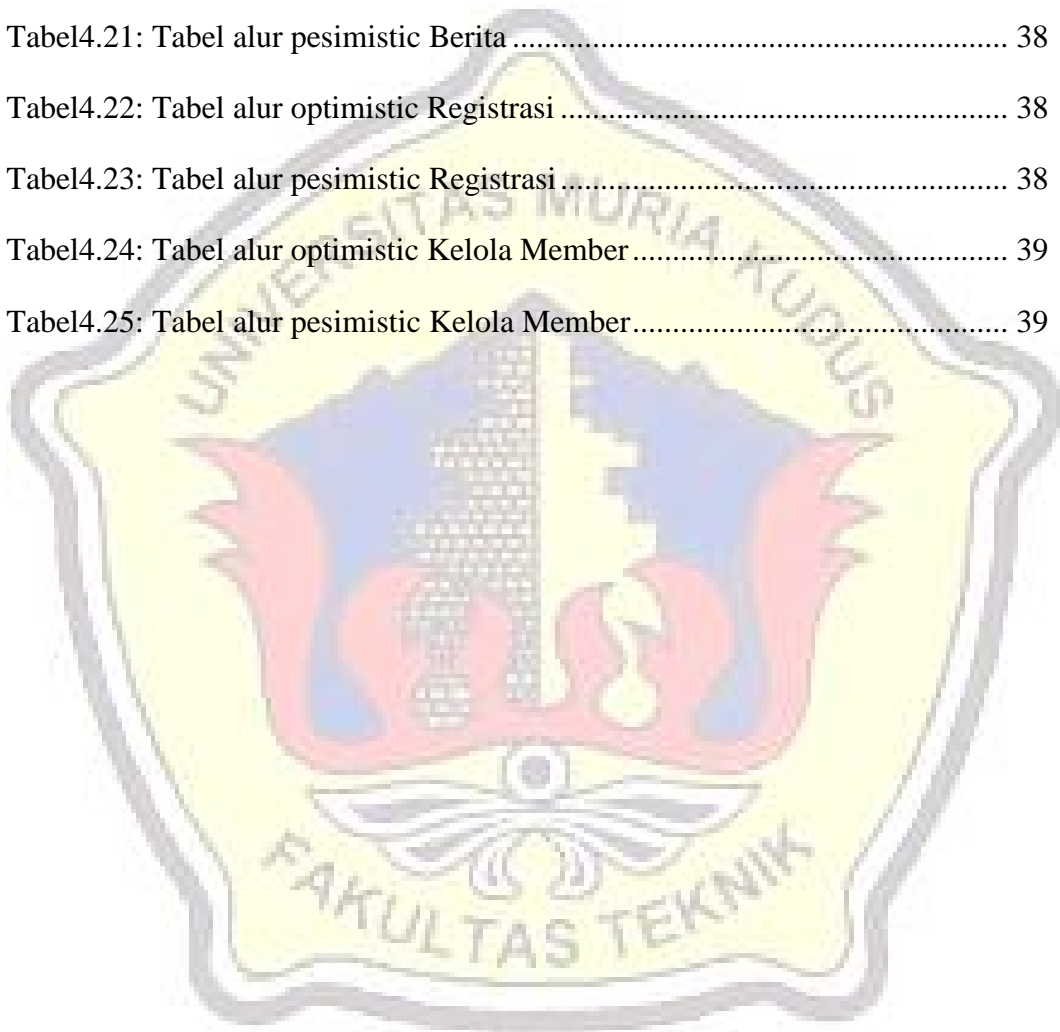 Tabel4.21: Tabel alur pesimistic Berita ............................................................. 38
Tabel4.22: Tabel alur optimistic Registrasi ....................................................... 38
Tabel4.23: Tabel alur pesimistic Registrasi ....................................................... 38
Tabel4.24: Tabel alur optimistic Kelola Member .............................................. 39
Tabel4.25: Tabel alur pesimistic Kelola Member .............................................. 39
UNIVERSITAS MURIA KUDUS
FAKULTAS TEKNIK